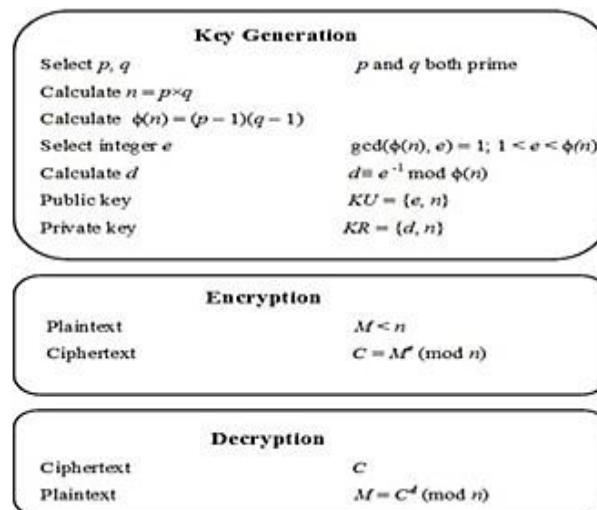 Key Generation
Select p, q p and q both prime
Calculate n = p×q
Calculate ϕ(n) = (p − 1)(q − 1)
Select integer e gcd(ϕ(n), e) = 1; 1 < e < ϕ(n)
Calculate d d ≡ e⁻¹ mod ϕ(n)
Public key KU = {e, n}
Private key KR = {d, n}
Encryption
Plaintext M < n
Ciphertext C = Mᵉ (mod n)
Decryption
Ciphertext C
Plaintext M = Cᵈ (mod n)